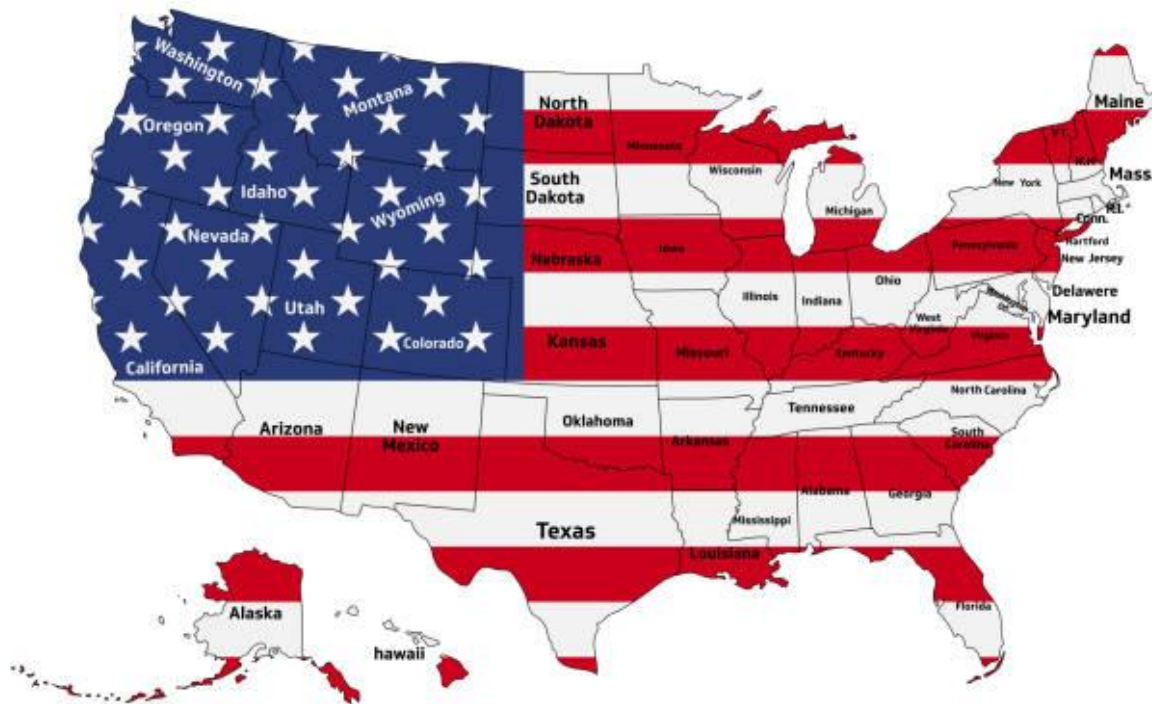 Washington
Montana
North
Dakota
Maine
Oregon
Minnesota
V T.
N.H
Wisconsin
Mass
Idaho
South
Dakota
New York
Wyoming
Michigan
R.I.
Conn.
Nevada
Hartford
Iowa
Pennsylvania
Nebraska
New Jersey
Ohio
Utah
Illinois
Indiana
Delawere
Washington
DC
West
Virginia
Maryland
Colorado
Kansas
Missouri
Kentucky
Virginia
California
North Carolina
Tennessee
Oklahoma
Arizona
New
Mexico
Arkansas
South
Carolina
Alabama
Georgia
Mississippi
Texas
Louisiana
Alaska
Florida
hawaii